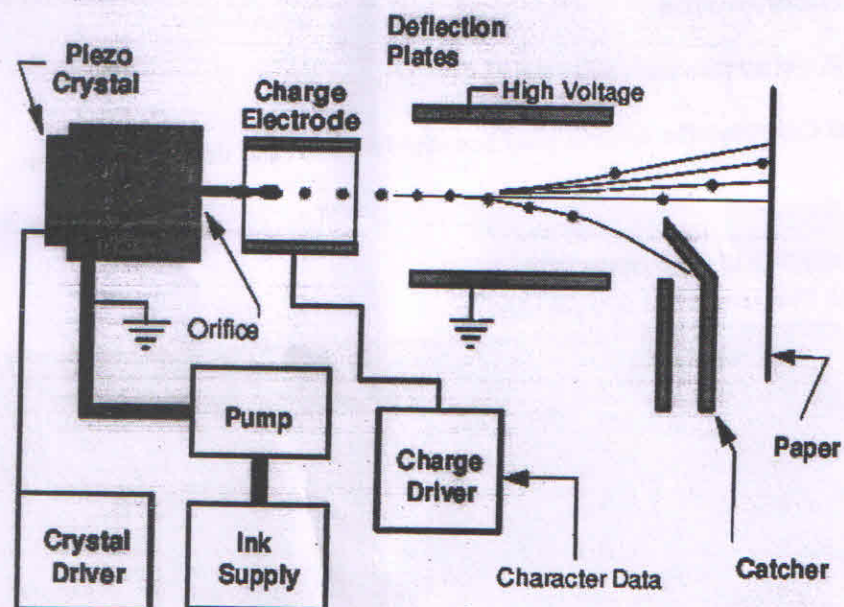 Deflection
Plates
Piezo
Crystal
Charge
Electrode
High Voltage
Orifice
Pump
Charge
Driver
Paper
Crystal
Driver
Ink
Supply
Character Data
Catcher